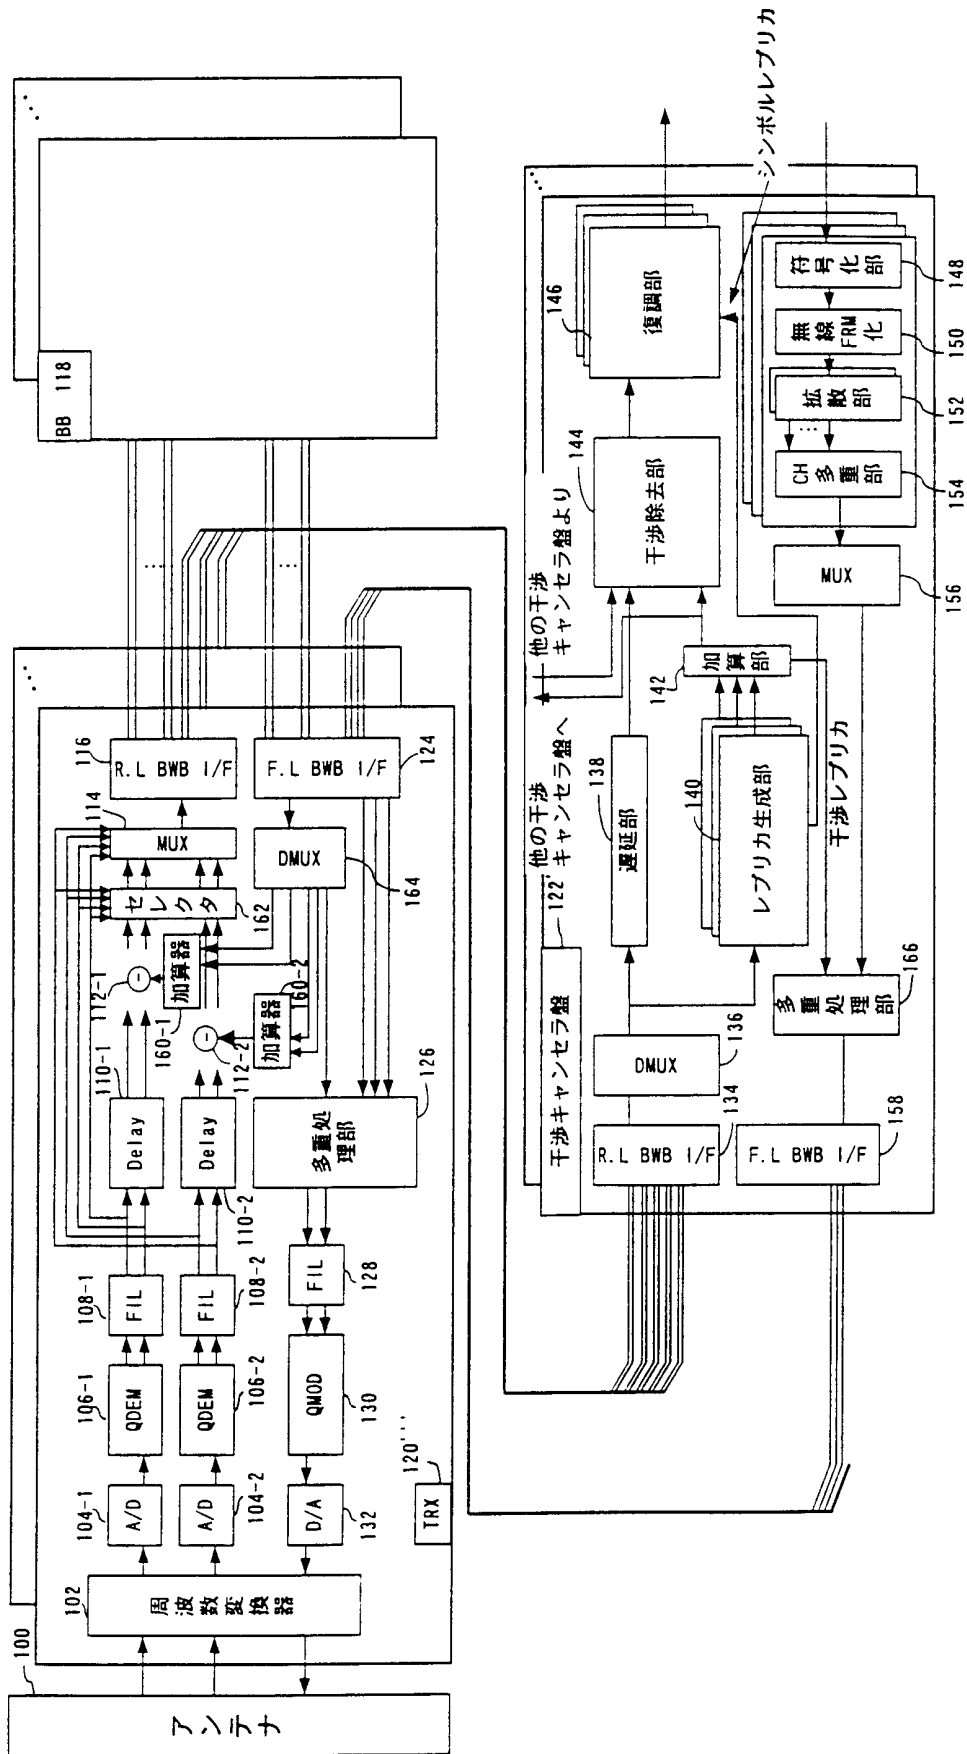 アンテナ
100
周波数変換器
102
A/D
104-1
A/D
104-2
D/A
132
TRX
120'''
QDEM
106-1
QDEM
106-2
QMOD
130
FIL
108-1
FIL
108-2
FIL
128
Delay
110-1
Delay
110-2
多重処理部
126
112-1
112-2
加算器
160-1
加算器
160-2
セレクタ
162
MUX
114
DMUX
164
R.L BWB I/F
116
F.L BWB I/F
124
BB 118
干渉キャンセラ盤
122'
R.L BWB I/F
134
F.L BWB I/F
158
DMUX
136
多重処理部
166
遅延部
138
レプリカ生成部
140
干渉レプリカ
加算部
142
他の干渉キャンセラ盤へ
他の干渉キャンセラ盤より
干渉除去部
144
MUX
156
復調部
146
シンボルレプリカ
符号化部
148
無線FRM化
150
拡散部
152
CH多重部
154